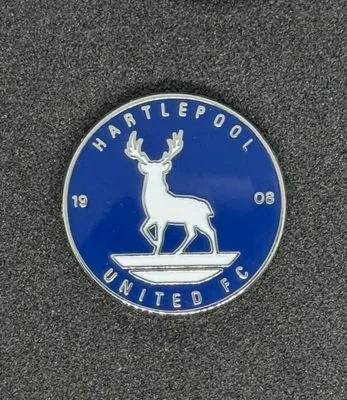 HARTLEPOOL
19 08
UNITED FC